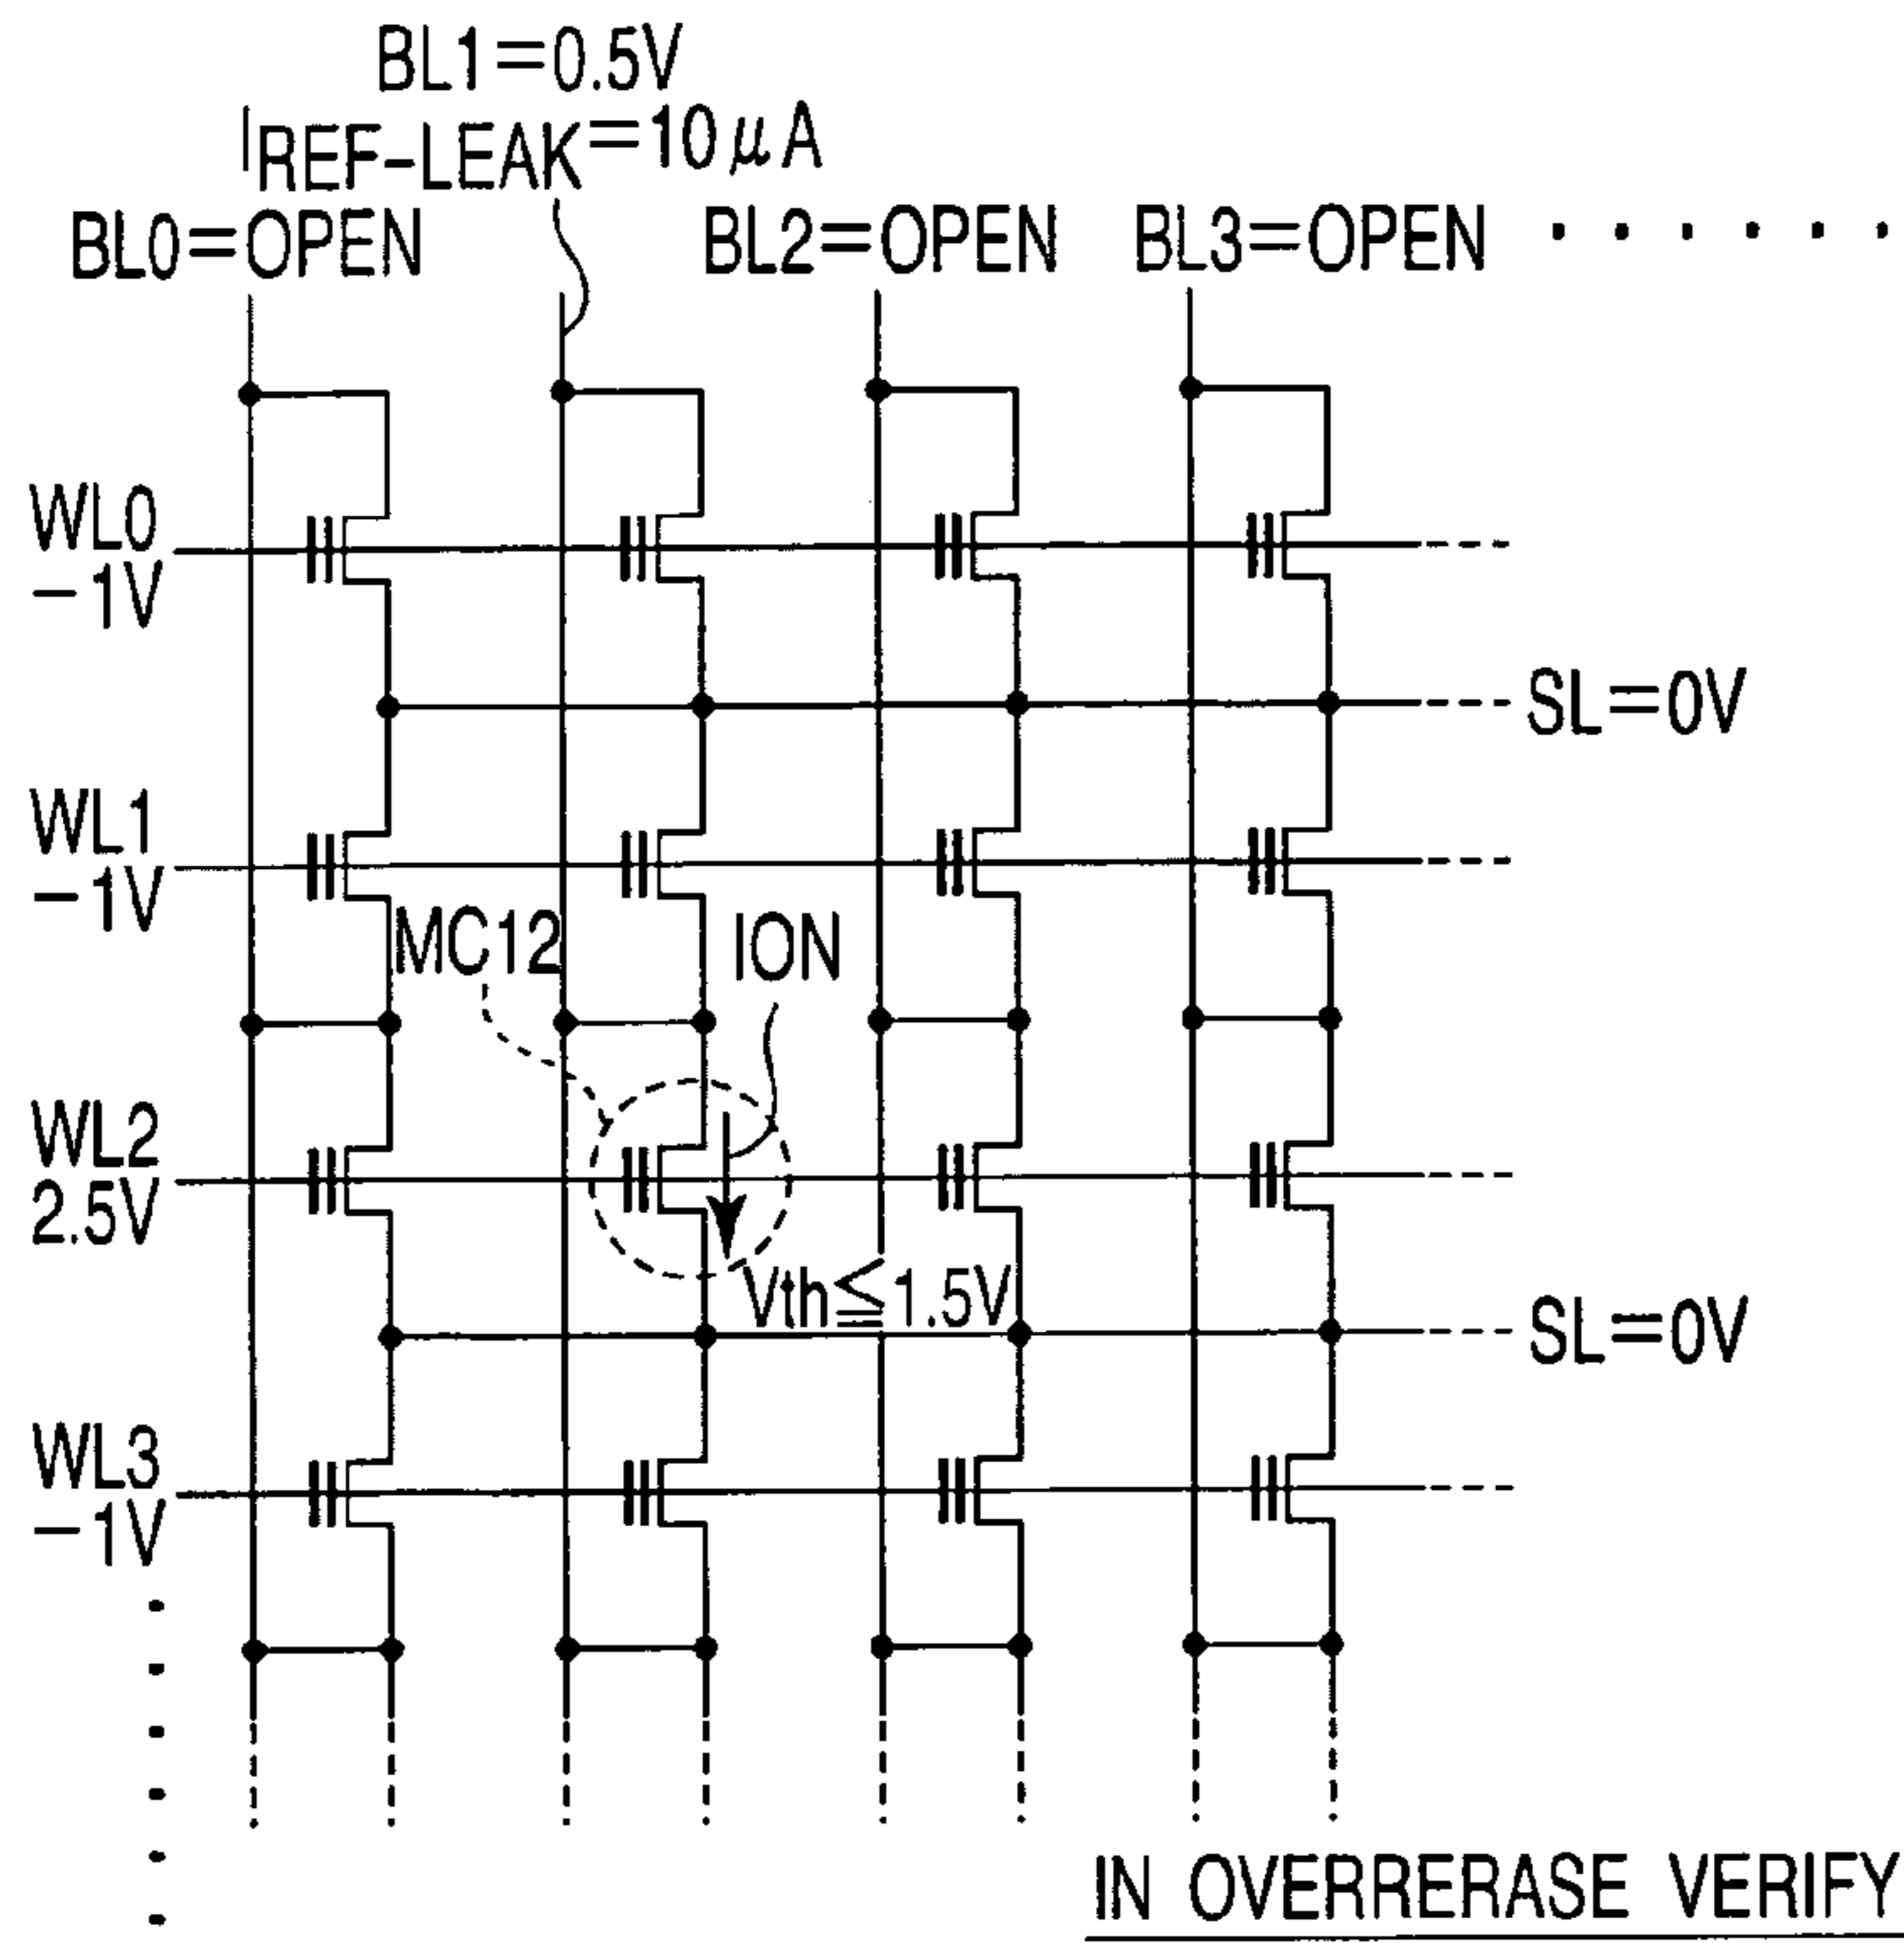 BL1=0.5V
IREF-LEAK=10μA
BL0=OPEN
BL2=OPEN
BL3=OPEN
WL0
-1V
SL=0V
WL1
-1V
MC12
ION
WL2
2.5V
Vth≦1.5V
SL=0V
WL3
-1V
IN OVERRERASE VERIFY